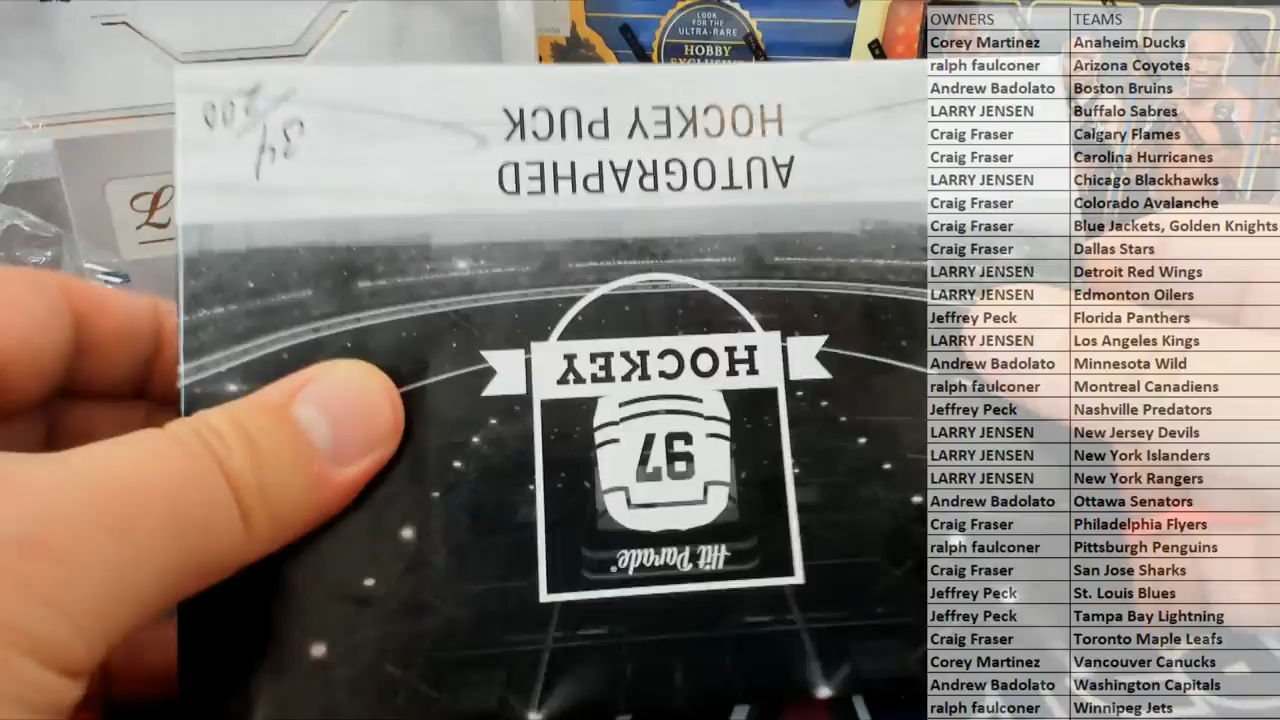 LOOK
FOR THE
ULTRA-RARE
HOBBY
34
AUTOGRAPHED
HOCKEY PUCK
HOCKEY
97
Hit Parade
OWNERS TEAMS
Corey Martinez Anaheim Ducks
ralph faulconer Arizona Coyotes
Andrew Badolato Boston Bruins
LARRY JENSEN Buffalo Sabres
Craig Fraser Calgary Flames
Craig Fraser Carolina Hurricanes
LARRY JENSEN Chicago Blackhawks
Craig Fraser Colorado Avalanche
Craig Fraser Blue Jackets, Golden Knights
Craig Fraser Dallas Stars
LARRY JENSEN Detroit Red Wings
LARRY JENSEN Edmonton Oilers
Jeffrey Peck Florida Panthers
LARRY JENSEN Los Angeles Kings
Andrew Badolato Minnesota Wild
ralph faulconer Montreal Canadiens
Jeffrey Peck Nashville Predators
LARRY JENSEN New Jersey Devils
LARRY JENSEN New York Islanders
LARRY JENSEN New York Rangers
Andrew Badolato Ottawa Senators
Craig Fraser Philadelphia Flyers
ralph faulconer Pittsburgh Penguins
Craig Fraser San Jose Sharks
Jeffrey Peck St. Louis Blues
Jeffrey Peck Tampa Bay Lightning
Craig Fraser Toronto Maple Leafs
Corey Martinez Vancouver Canucks
Andrew Badolato Washington Capitals
ralph faulconer Winnipeg Jets